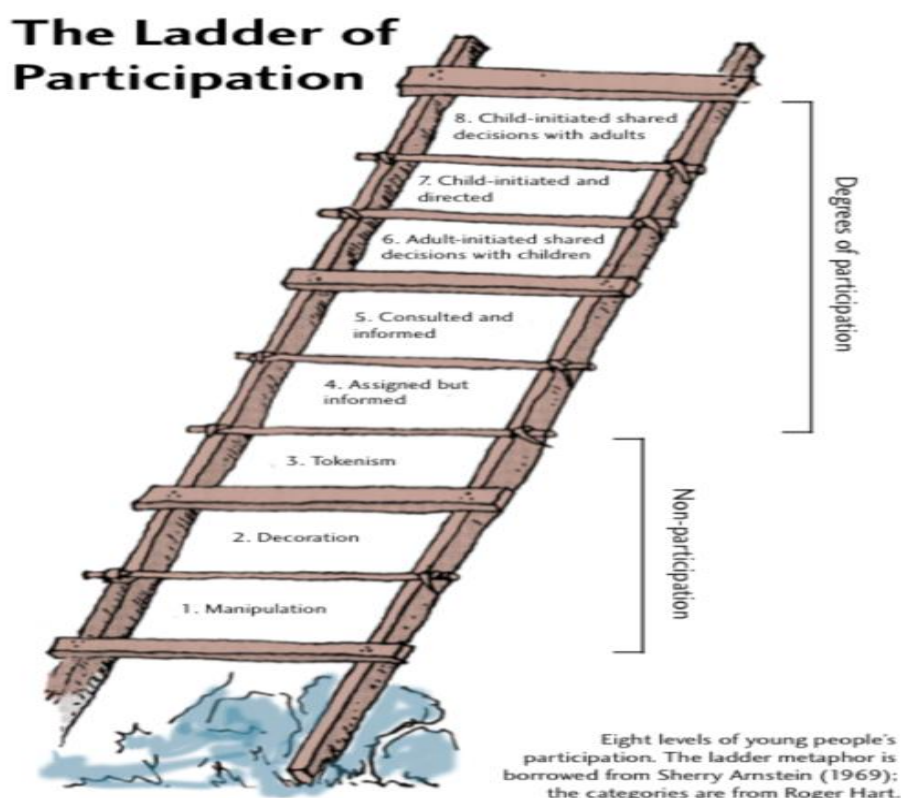 The Ladder of
Participation
8. Child-initiated shared
decisions with adults
7. Child-initiated and
directed
6. Adult-initiated shared
decisions with children
5. Consulted and
informed
4. Assigned but
informed
3. Tokenism
2. Decoration
1. Manipulation
Degrees of participation
Non-participation
Eight levels of young people's
participation. The ladder metaphor is
borrowed from Sherry Arnstein (1969);
the categories are from Roger Hart.